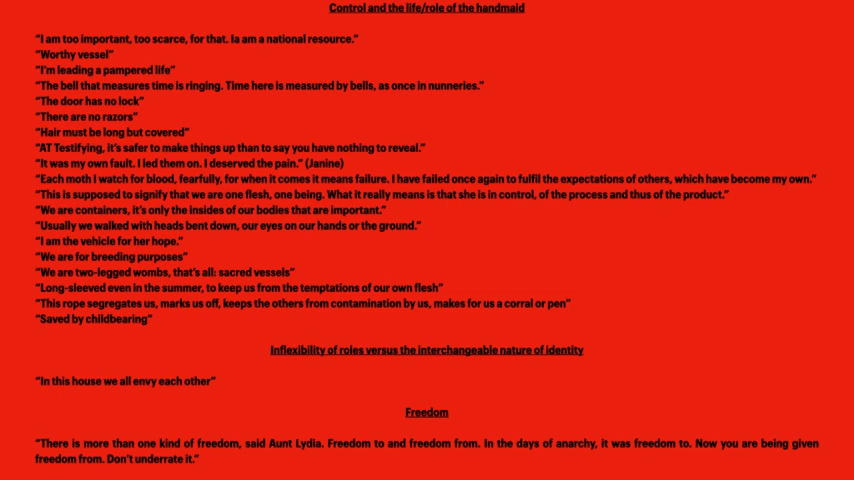 Control and the life/role of the handmaid
“I am too important, too scarce, for that. Ia am a national resource.”
“Worthy vessel”
“I’m leading a pampered life”
“The bell that measures time is ringing. Time here is measured by bells, as once in nunneries.”
“The door has no lock”
“There are no razors”
“Hair must be long but covered”
“AT Testifying, it’s safer to make things up than to say you have nothing to reveal.”
“It was my own fault. I led them on. I deserved the pain.” (Janine)
“Each moth I watch for blood, fearfully, for when it comes it means failure. I have failed once again to fulfil the expectations of others, which have become my own.”
“This is supposed to signify that we are one flesh, one being. What it really means is that she is in control, of the process and thus of the product.”
“We are containers, it’s only the insides of our bodies that are important.”
“Usually we walked with heads bent down, our eyes on our hands or the ground.”
“I am the vehicle for her hope.”
“We are for breeding purposes”
“We are two-legged wombs, that’s all: sacred vessels”
“Long-sleeved even in the summer, to keep us from the temptations of our own flesh”
“This rope segregates us, marks us off, keeps the others from contamination by us, makes for us a corral or pen”
“Saved by childbearing”
Inflexibility of roles versus the interchangeable nature of identity
“In this house we all envy each other”
Freedom
“There is more than one kind of freedom, said Aunt Lydia. Freedom to and freedom from. In the days of anarchy, it was freedom to. Now you are being given
freedom from. Don’t underrate it.”